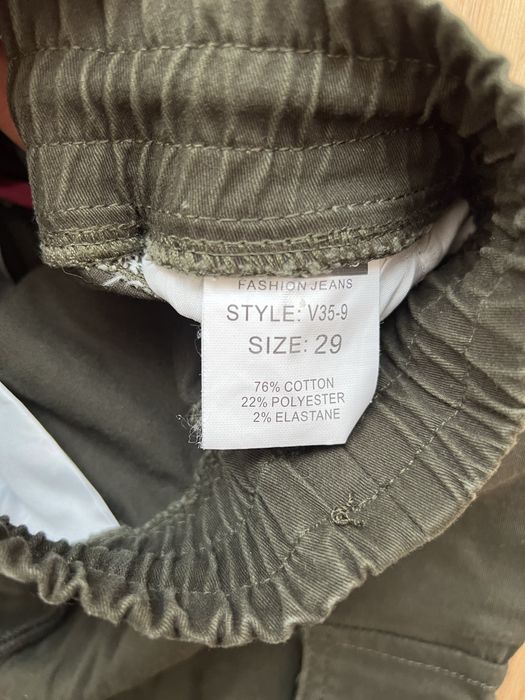 FASHION JEANS
STYLE: V35-9
SIZE: 29
76% COTTON
22% POLYESTER
2% ELASTANE